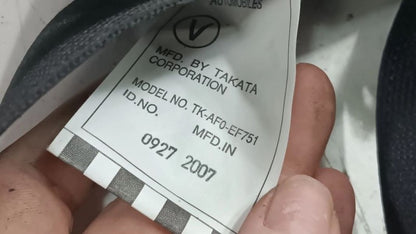 AUTOMOBILES
V
MFD. BY TAKATA
CORPORATION
MODEL NO. TK-AF0-EF751
ID.NO. MFD.IN
0927 2007